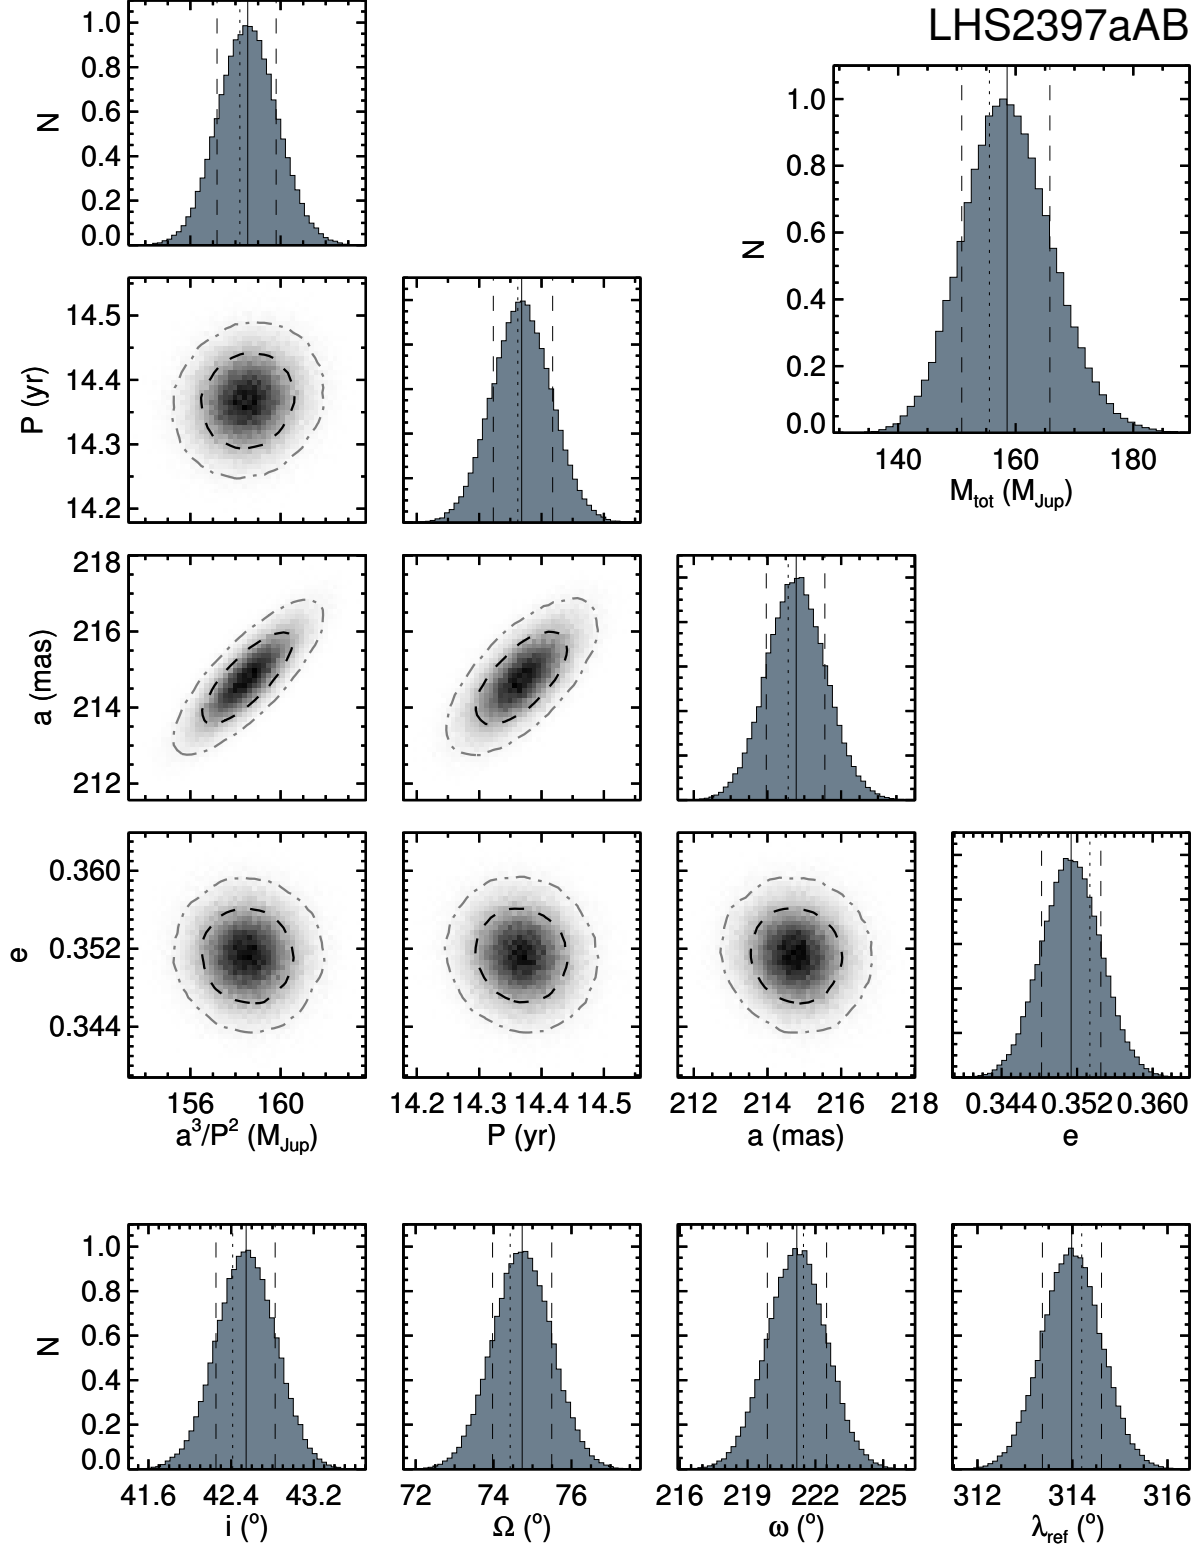 LHS2397aAB
1.0
0.8
0.6
0.4
0.2
0.0
N
1.0
0.8
0.6
0.4
0.2
0.0
N
140 160 180
M_tot (M_Jup)
14.5
14.4
14.3
14.2
P (yr)
218
216
214
212
a (mas)
0.360
0.352
0.344
e
156 160
a³/P² (M_Jup)
14.2 14.3 14.4 14.5
P (yr)
212 214 216 218
a (mas)
0.344 0.352 0.360
e
1.0
0.8
0.6
0.4
0.2
0.0
N
41.6 42.4 43.2
i (°)
72 74 76
Ω (°)
216 219 222 225
ω (°)
312 314 316
λ_ref (°)